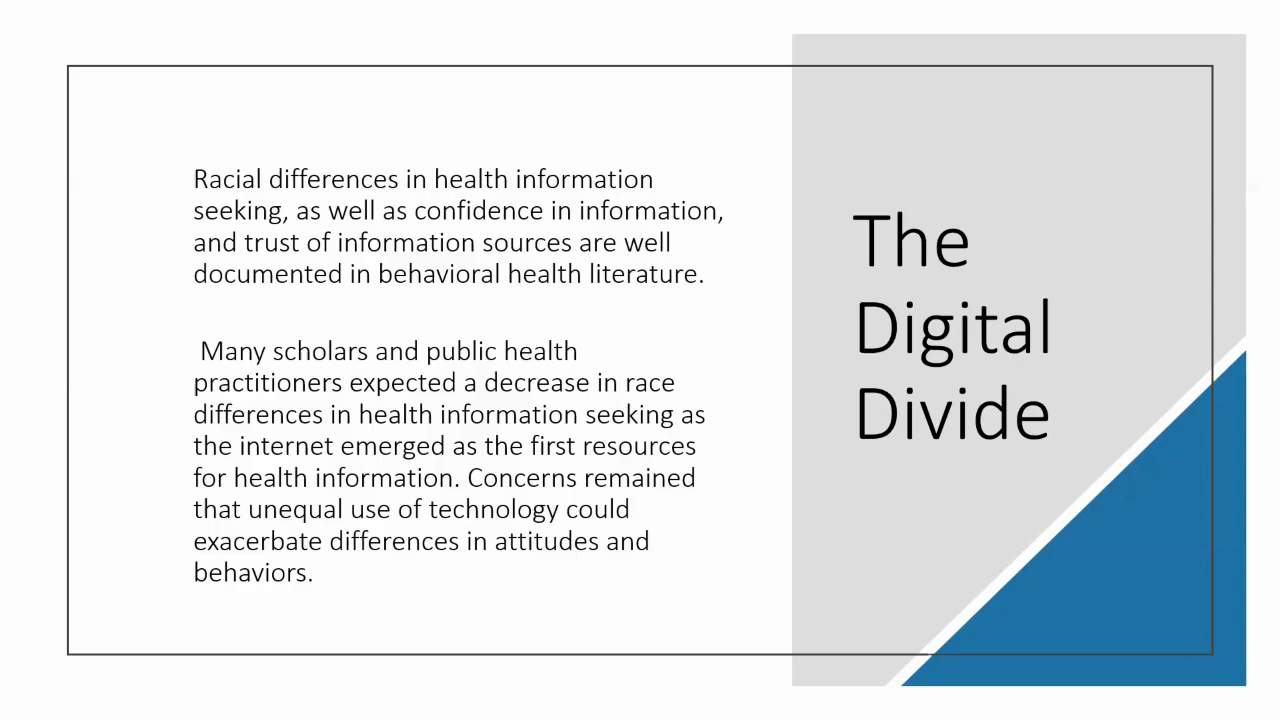 Racial differences in health information
seeking, as well as confidence in information,
and trust of information sources are well
documented in behavioral health literature.
Many scholars and public health
practitioners expected a decrease in race
differences in health information seeking as
the internet emerged as the first resources
for health information. Concerns remained
that unequal use of technology could
exacerbate differences in attitudes and
behaviors.
The
Digital
Divide